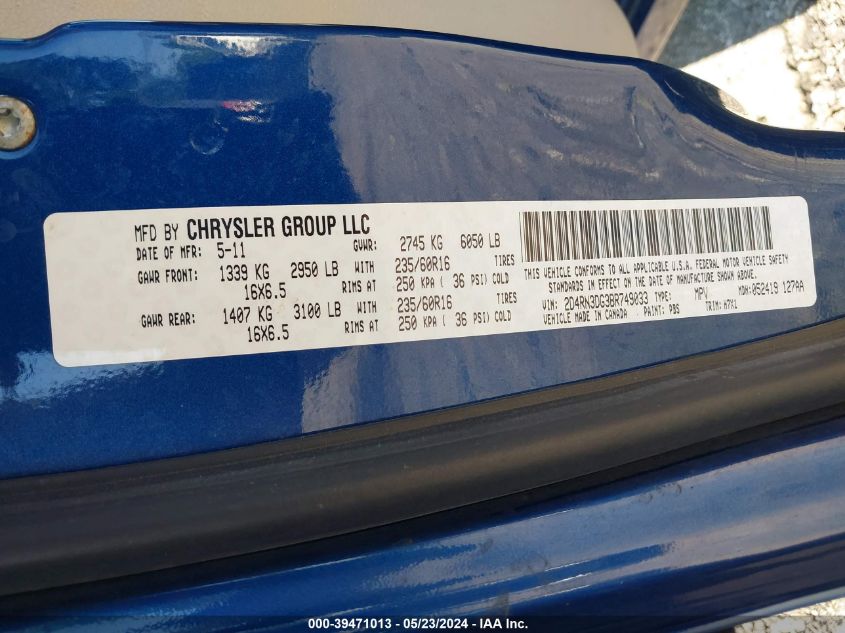 MFD BY CHRYSLER GROUP LLC
DATE OF MFR: 5-11 GVWR: 2745 KG 6050 LB
GAWR FRONT: 1339 KG 2950 LB WITH 235/60R16 TIRES
16X6.5 RIMS AT 250 KPA ( 36 PSI) COLD
GAWR REAR: 1407 KG 3100 LB WITH 235/60R16 TIRES
16X6.5 RIMS AT 250 KPA ( 36 PSI) COLD
THIS VEHICLE CONFORMS TO ALL APPLICABLE U.S.A. FEDERAL MOTOR VEHICLE SAFETY
STANDARDS IN EFFECT ON THE DATE OF MANUFACTURE SHOWN ABOVE.
VIN: 2D4RN3DG3BR749033 TYPE: MPV MDH: 052419 127AA
VEHICLE MADE IN CANADA PAINT: PBS TRIM: H7X1
000-39471013 - 05/23/2024 - IAA Inc.